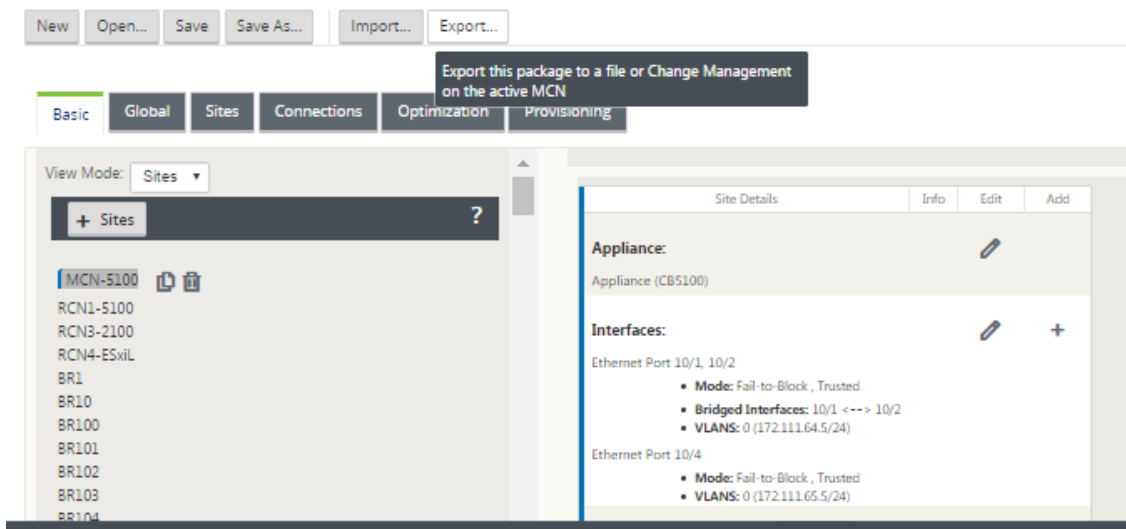 New Open... Save Save As... Import... Export...
Export this package to a file or Change Management
on the active MCN
Basic Global Sites Connections Optimization Provisioning
View Mode: Sites
+ Sites ?
MCN-5100
RCN1-5100
RCN3-2100
RCN4-ESxiL
BR1
BR10
BR100
BR101
BR102
BR103
BR104
Site Details Info Edit Add
Appliance:
Appliance (CB5100)
Interfaces:
Ethernet Port 10/1, 10/2
• Mode: Fail-to-Block , Trusted
• Bridged Interfaces: 10/1 <--> 10/2
• VLANS: 0 (172.111.64.5/24)
Ethernet Port 10/4
• Mode: Fail-to-Block , Trusted
• VLANS: 0 (172.111.65.5/24)